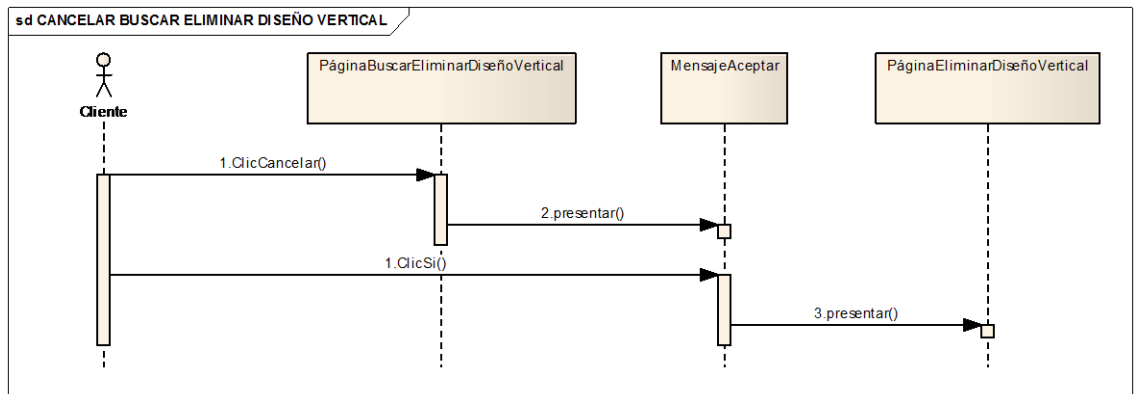 sd CANCELAR BUSCAR ELIMINAR DISEÑO VERTICAL
Cliente
PáginaBuscarEliminarDiseñoVertical
MensajeAceptar
PáginaEliminarDiseñoVertical
1.ClicCancelar()
2.presentar()
1.ClicSi()
3.presentar()